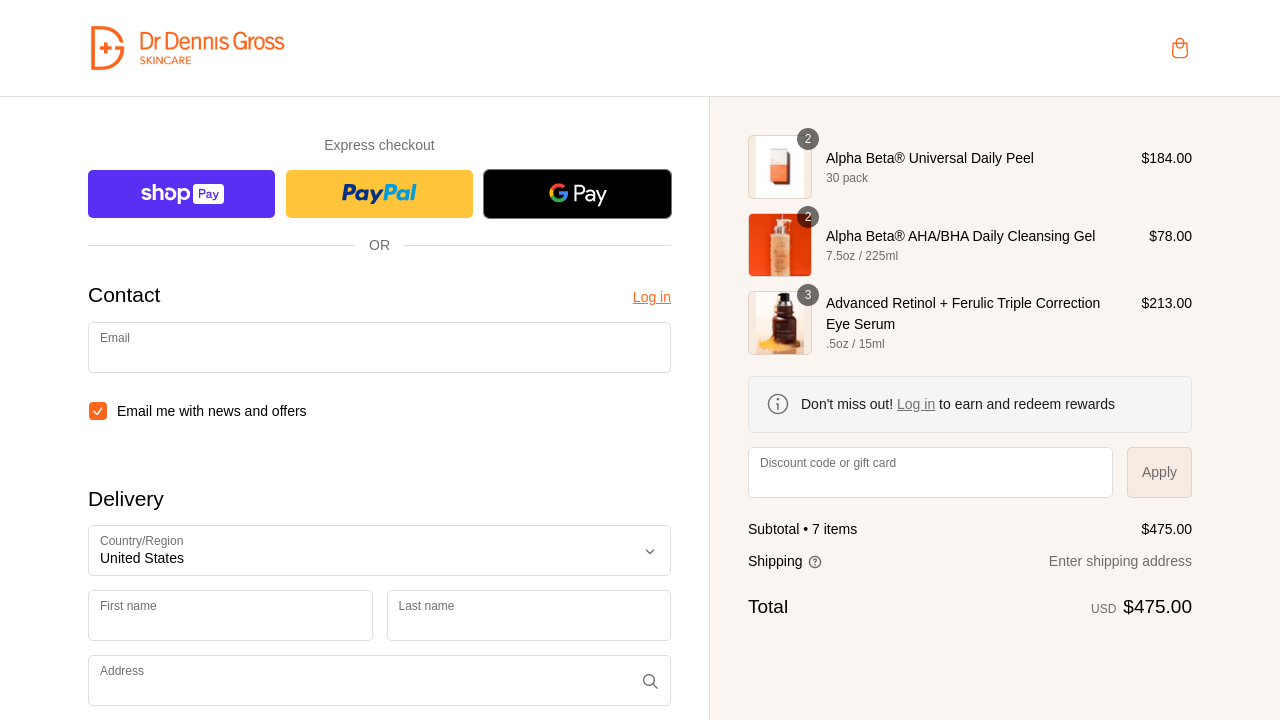 Dr Dennis Gross
SKINCARE
Express checkout
shop Pay
PayPal
G Pay
OR
Contact
Log in
Email
Email me with news and offers
Delivery
Country/Region
United States
First name
Last name
Address
2
Alpha Beta® Universal Daily Peel
$184.00
30 pack
2
Alpha Beta® AHA/BHA Daily Cleansing Gel
$78.00
7.5oz / 225ml
3
Advanced Retinol + Ferulic Triple Correction
Eye Serum
$213.00
.5oz / 15ml
Don't miss out! Log in to earn and redeem rewards
Discount code or gift card
Apply
Subtotal • 7 items
$475.00
Shipping
Enter shipping address
Total
USD $475.00